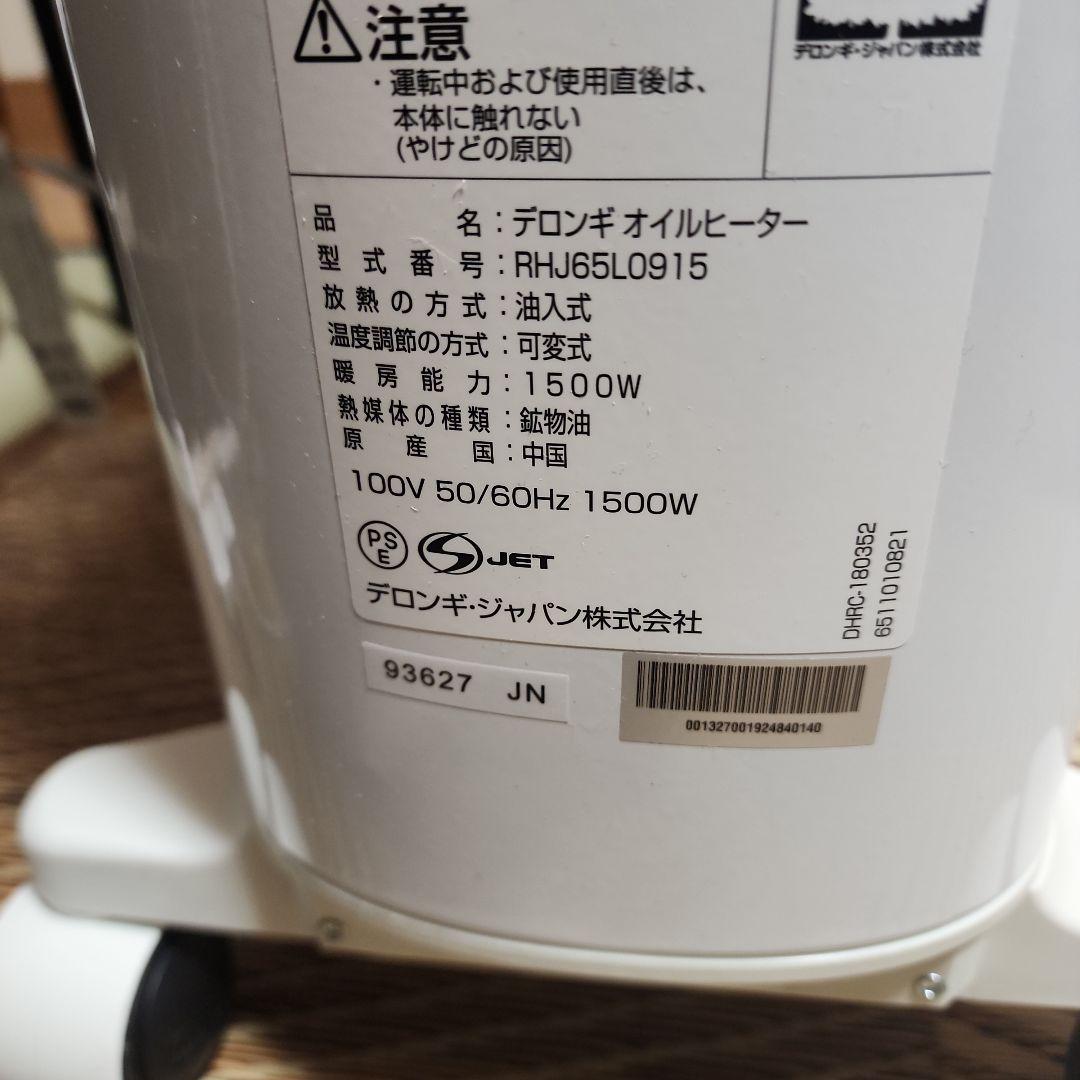 注意
・運転中および使用直後は、
本体に触れない
(やけどの原因)
デロンギ・ジャパン株式会社
品名：デロンギ オイルヒーター
型式番号：RHJ65L0915
放熱の方式：油入式
温度調節の方式：可変式
暖房能力：1500W
熱媒体の種類：鉱物油
原産国：中国
100V 50/60Hz 1500W
PSE JET
デロンギ・ジャパン株式会社
DHRC-180352
6511010821
93627 JN
001327001924840140